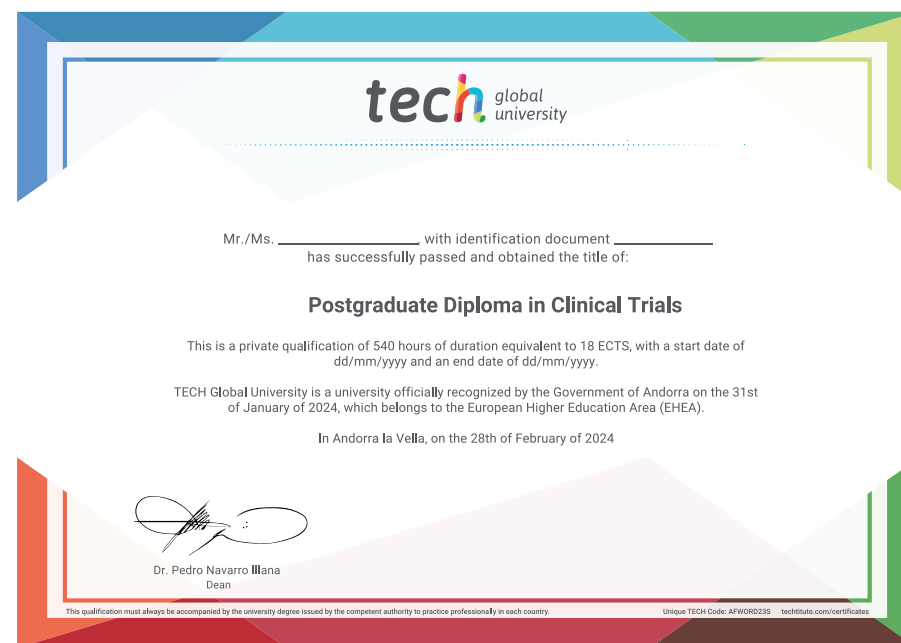 tech global university
Mr./Ms. ____________________, with identification document ______________
has successfully passed and obtained the title of:
Postgraduate Diploma in Clinical Trials
This is a private qualification of 540 hours of duration equivalent to 18 ECTS, with a start date of
dd/mm/yyyy and an end date of dd/mm/yyyy.
TECH Global University is a university officially recognized by the Government of Andorra on the 31st
of January of 2024, which belongs to the European Higher Education Area (EHEA).
In Andorra la Vella, on the 28th of February of 2024
Dr. Pedro Navarro Illana
Dean
This qualification must always be accompanied by the university degree issued by the competent authority to practice professionally in each country.
Unique TECH Code: AFWORD23S techtitute.com/certificates